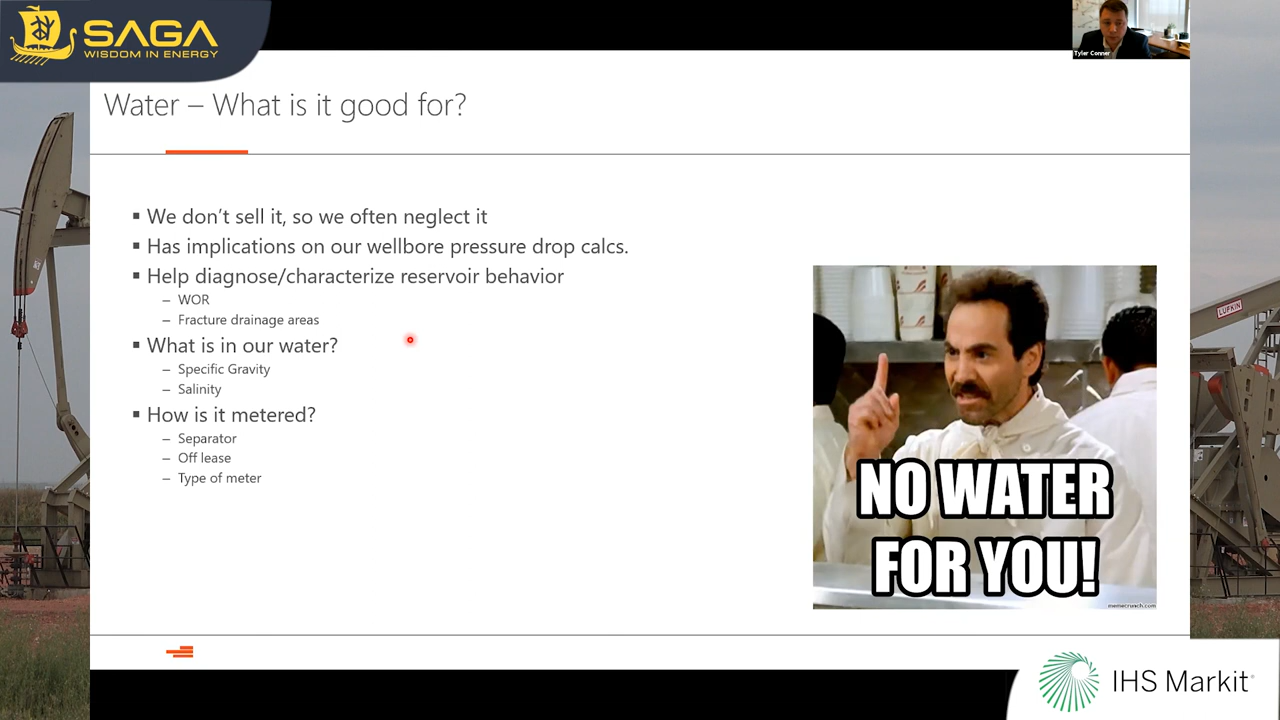 SAGA
WISDOM IN ENERGY
Tyler Conner
Water – What is it good for?
▪ We don't sell it, so we often neglect it
▪ Has implications on our wellbore pressure drop calcs.
▪ Help diagnose/characterize reservoir behavior
– WOR
– Fracture drainage areas
▪ What is in our water?
– Specific Gravity
– Salinity
▪ How is it metered?
– Separator
– Off lease
– Type of meter
NO WATER
FOR YOU!
memecrunch.com
LUFKIN
IHS Markit